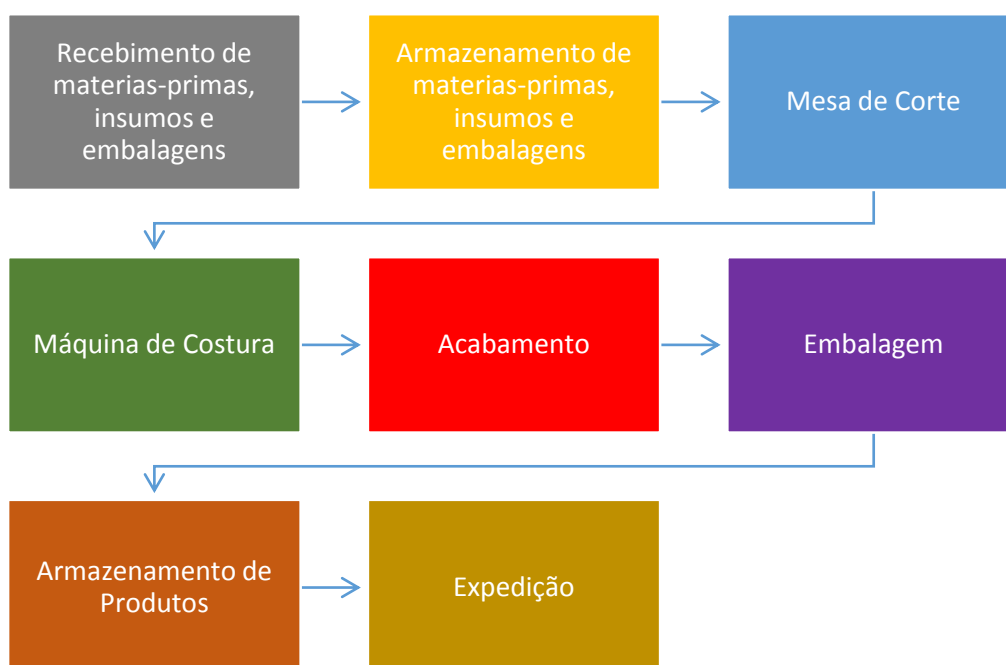 Recebimento de
materias-primas,
insumos e
embalagens
Armazenamento de
materias-primas,
insumos e
embalagens
Mesa de Corte
Máquina de Costura
Acabamento
Embalagem
Armazenamento de
Produtos
Expedição